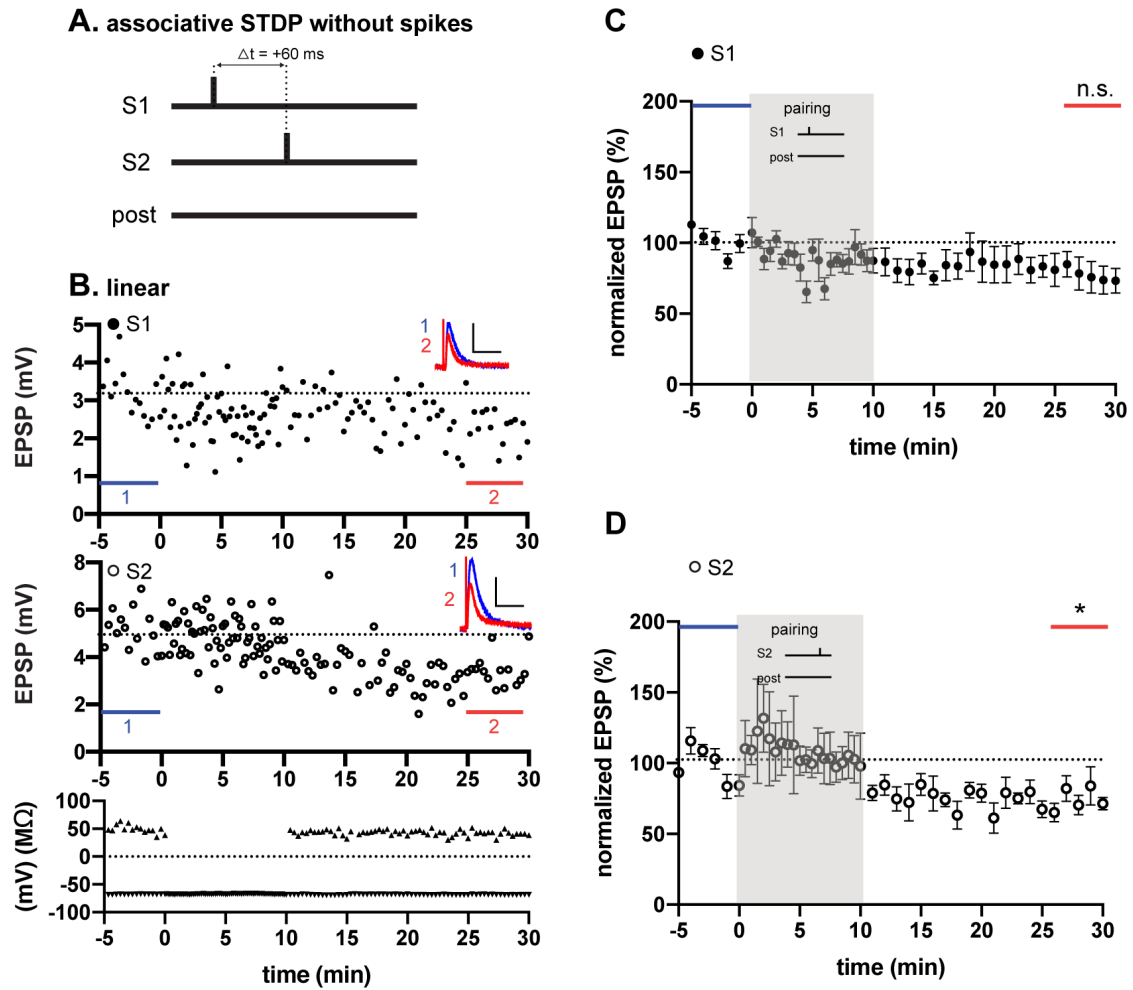 A. associative STDP without spikes
Δt = +60 ms
S1
S2
post
B. linear
S1
EPSP (mV)
5
4
3
2
1
0
1
2
1
2
-5 0 5 10 15 20 25 30
S2
EPSP (mV)
8
6
4
2
0
1
2
1
2
-5 0 5 10 15 20 25 30
(mV) (MΩ)
100
50
0
-50
-100
-5 0 5 10 15 20 25 30
time (min)
C
S1
n.s.
pairing
S1
post
normalized EPSP (%)
200
150
100
50
0
-5 0 5 10 15 20 25 30
time (min)
D
S2
*
pairing
S2
post
normalized EPSP (%)
200
150
100
50
0
-5 0 5 10 15 20 25 30
time (min)